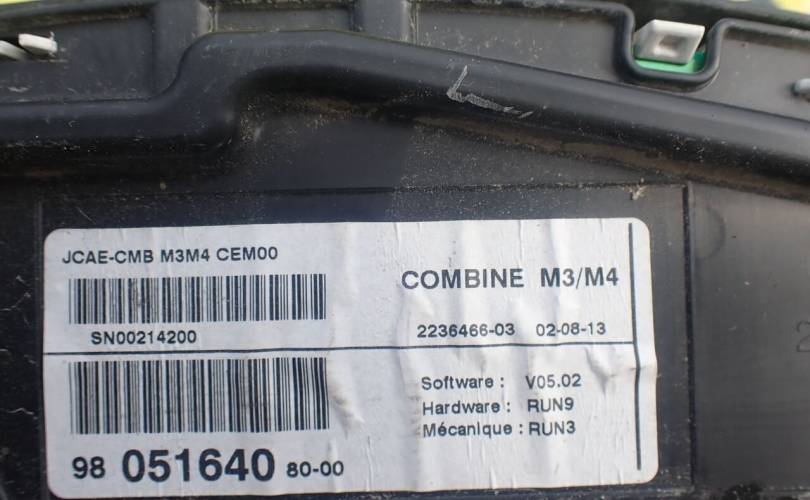 JCAE-CMB M3M4 CEM00
COMBINE M3/M4
SN00214200
2236466-03 02-08-13
Software : V05.02
Hardware : RUN9
Mécanique : RUN3
98 051640 80-00